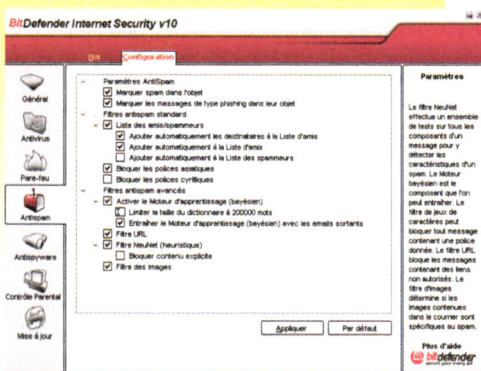 BitDefender Internet Security v10
Etat
Configuration
Général
Antivirus
Pare-feu
Antispam
Antispyware
Contrôle Parental
Mise à jour
Paramètres AntiSpam
Marquer spam dans l'objet
Marquer les messages de type phishing dans leur objet
Filtres antispam standard
Liste des amis/spammeurs
Ajouter automatiquement les destinataires à la Liste d'amis
Ajouter automatiquement à la Liste d'amis
Ajouter automatiquement à la Liste des spammeurs
Bloquer les polices asiatiques
Bloquer les polices cyrilliques
Filtres antispam avancés
Activer le Moteur d'apprentissage (bayésien)
Limiter la taille du dictionnaire à 200000 mots
Entraîner le Moteur d'apprentissage (bayésien) avec les emails sortants
Filtre URL
Filtre NeuNet (heuristique)
Bloquer contenu explicite
Filtre des images
Appliquer
Par défaut
Paramètres
Le filtre NeuNet
effectue un ensemble
de tests sur tous les
composants d'un
message pour y
détecter les
caractéristiques d'un
spam. Le Moteur
bayésien est le
composant que l'on
peut entraîner. Le
filtre de jeux de
caractères peut
bloquer tout message
contenant une police
donnée. Le filtre URL
bloque les messages
contenant des liens
non autorisés. Le
filtre d'images
détermine si les
images contenues
dans le courrier sont
spécifiques au spam.
Plus d'aide
bitdefender
secure your every bit